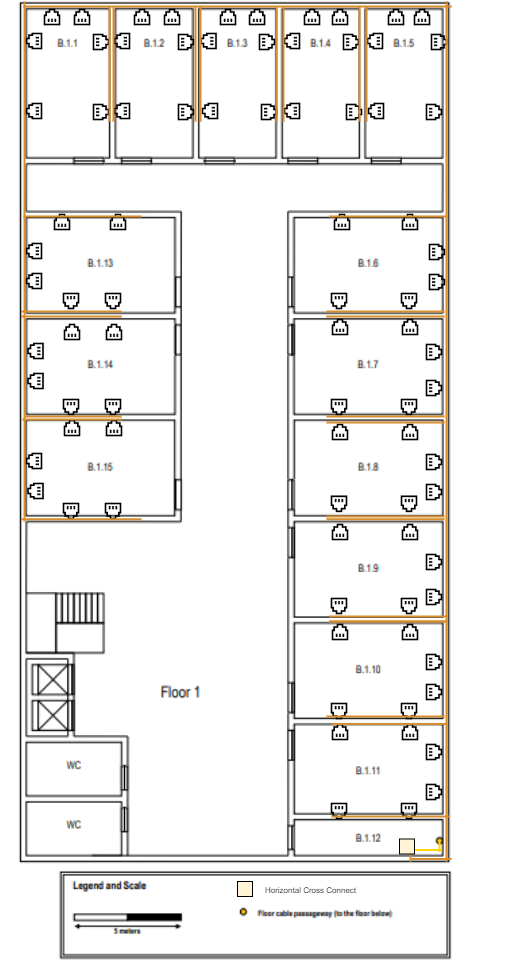 B.1.1 B.1.2 B.1.3 B.1.4 B.1.5
B.1.13 B.1.6
B.1.14 B.1.7
B.1.15 B.1.8
B.1.9
B.1.10
Floor 1
WC B.1.11
WC B.1.12
Legend and Scale
Horizontal Cross Connect
Floor cable passageway (to the floor below)
5 meters